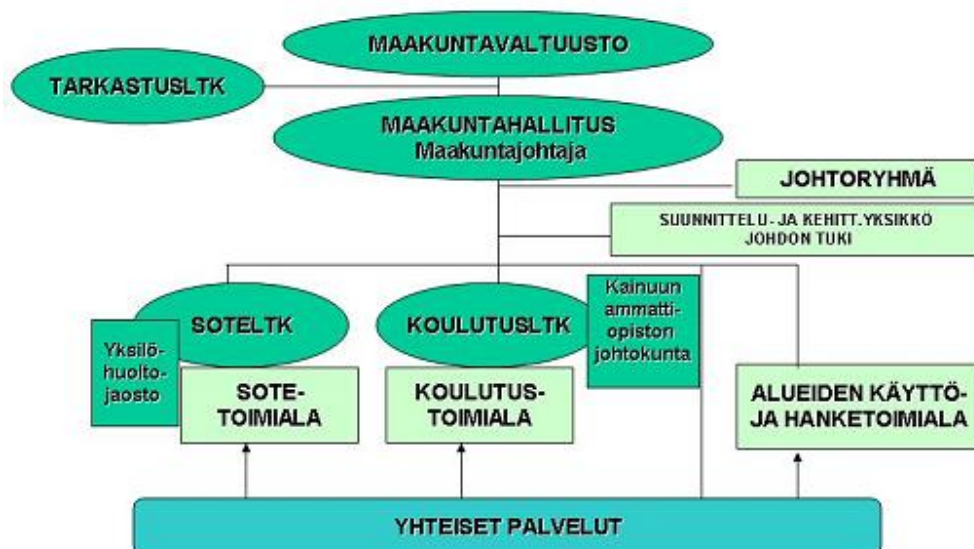 MAAKUNTAVALTUUSTO
TARKASTUSLTK
MAAKUNTAHALLITUS
Maakuntajohtaja
JOHTORYHMÄ
SUUNNITTELU- JA KEHITT.YKSIKKÖ
JOHDON TUKI
Yksilö-
huolto-
jaosto
SOTELTK
KOULUTUSLTK
Kainuun
ammatti-
opiston
johtokunta
SOTE-
TOIMIALA
KOULUTUS-
TOIMIALA
ALUEIDEN KÄYTTÖ-
JA HANKETOIMIALA
YHTEISET PALVELUT